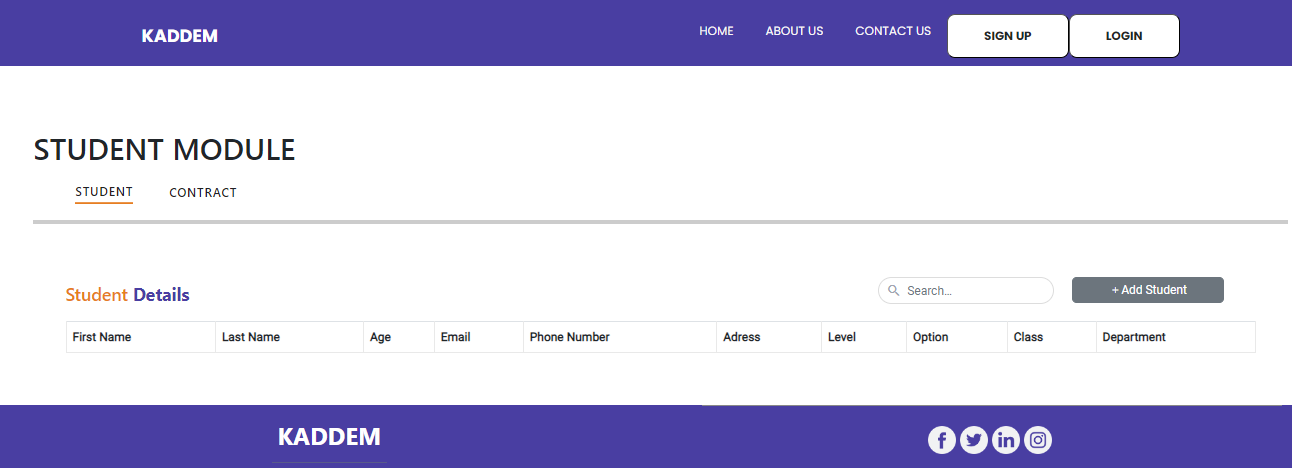 KADDEM HOME ABOUT US CONTACT US SIGN UP LOGIN
STUDENT MODULE
STUDENT CONTRACT
Student Details Search... + Add Student
First Name Last Name Age Email Phone Number Adress Level Option Class Department
KADDEM